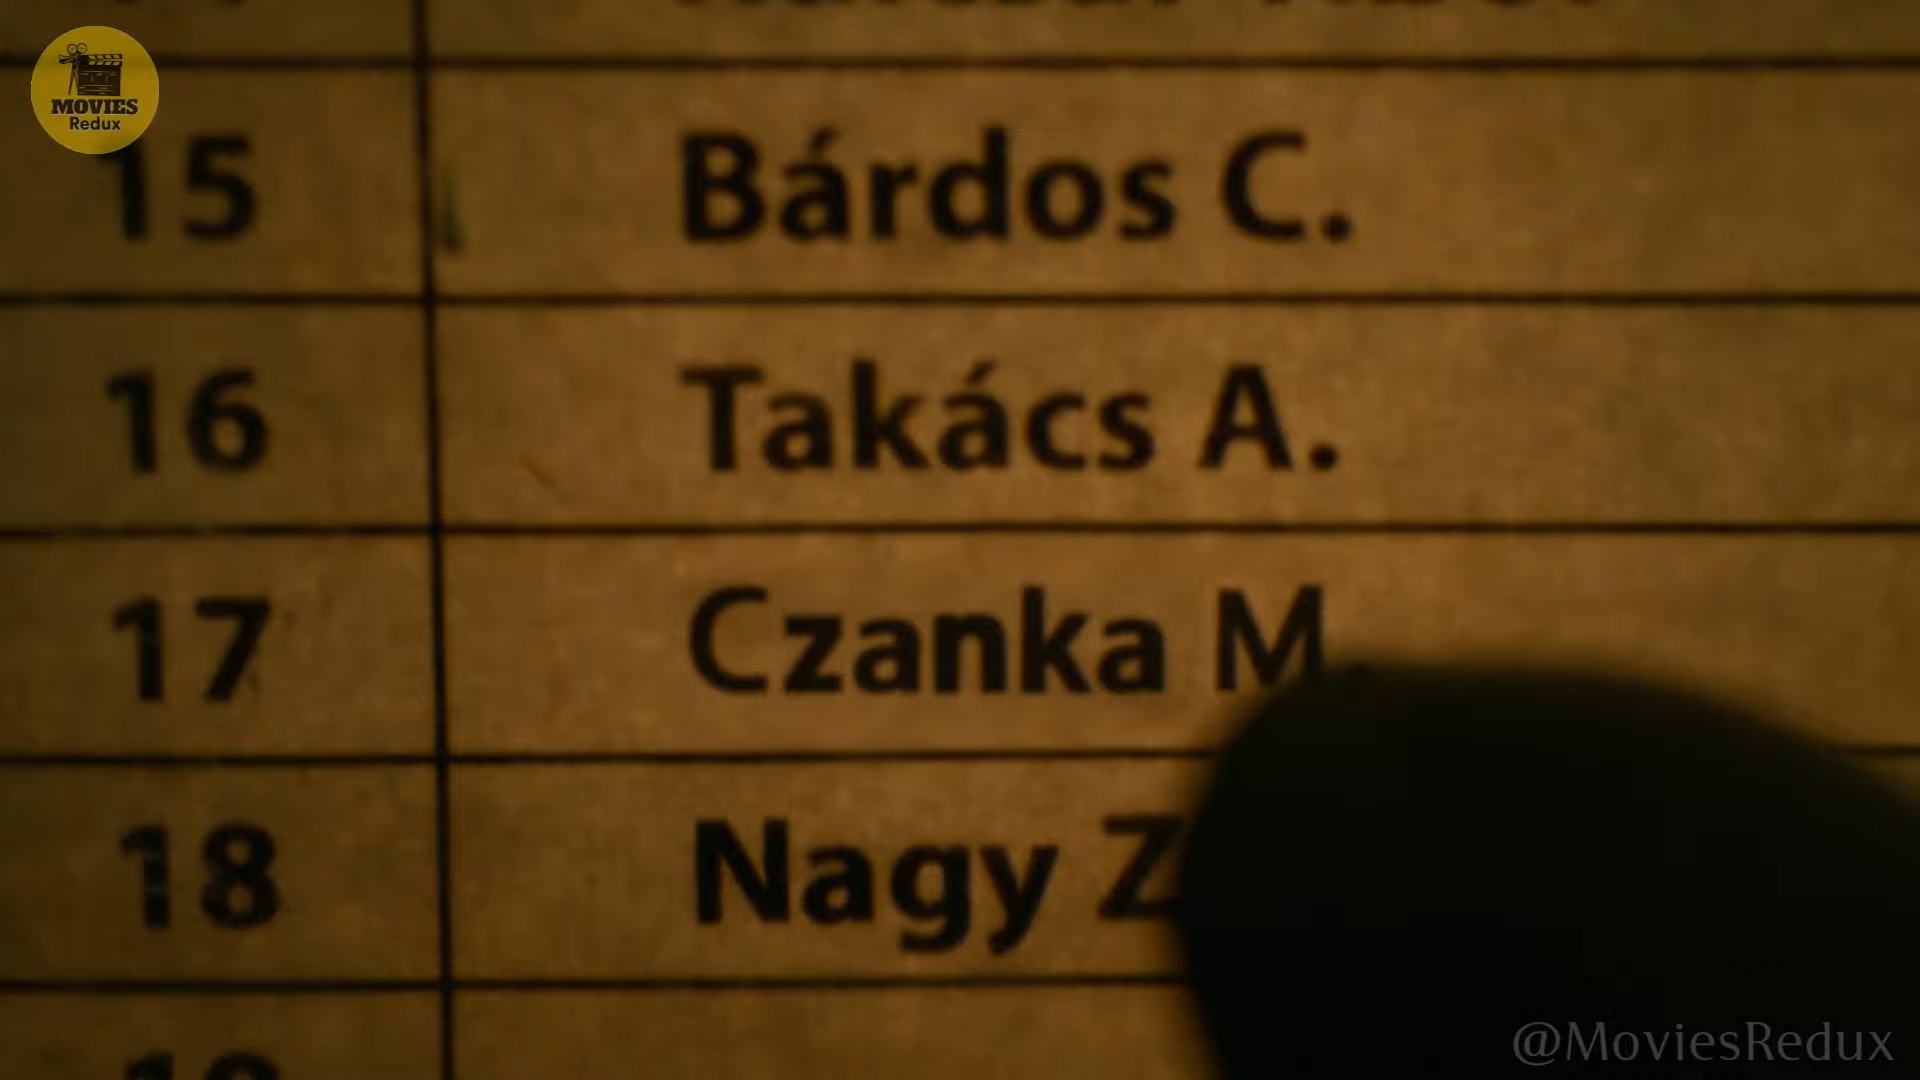 MOVIES
Redux
15 Bárdos C.
16 Takács A.
17 Czanka M.
18 Nagy Z
@MoviesRedux